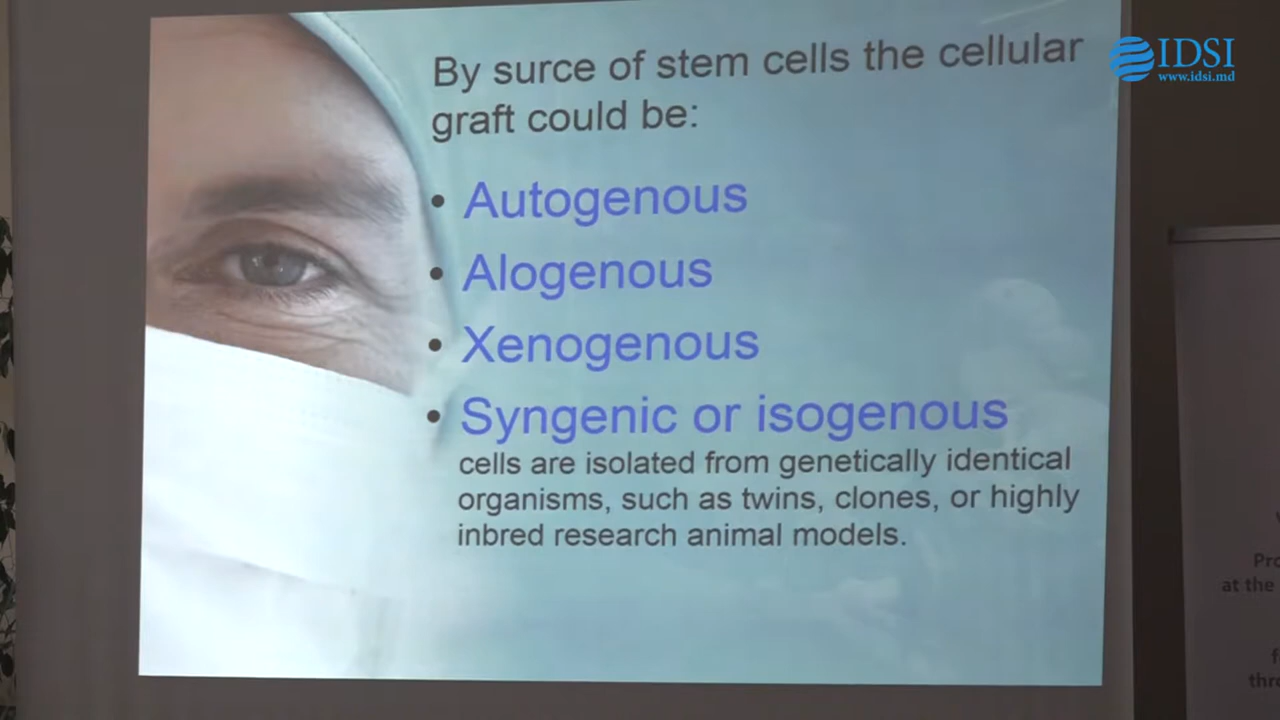 By surce of stem cells the cellular
graft could be:
• Autogenous
• Alogenous
• Xenogenous
• Syngenic or isogenous
cells are isolated from genetically identical
organisms, such as twins, clones, or highly
inbred research animal models.
IDSI
www.idsi.md
at the